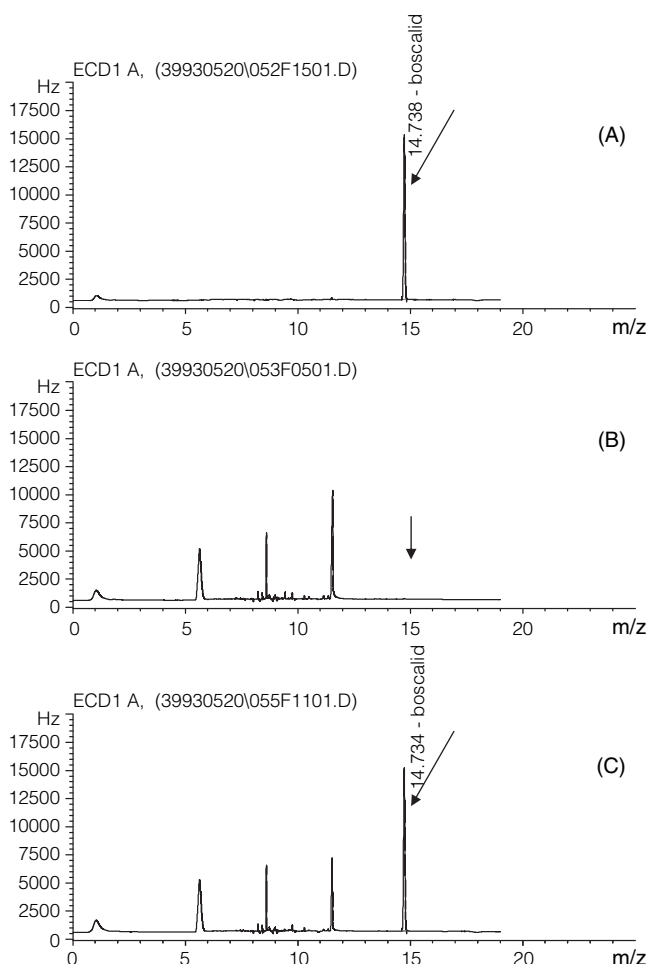 ECD1 A, (39930520\052F1501.D)
Hz
17500
15000
12500
10000
7500
5000
2500
0
14.738 - boscalid
(A)
0 5 10 15 20 m/z
ECD1 A, (39930520\053F0501.D)
Hz
17500
15000
12500
10000
7500
5000
2500
0
(B)
0 5 10 15 20 m/z
ECD1 A, (39930520\055F1101.D)
Hz
17500
15000
12500
10000
7500
5000
2500
0
14.734 - boscalid
(C)
0 5 10 15 20 m/z